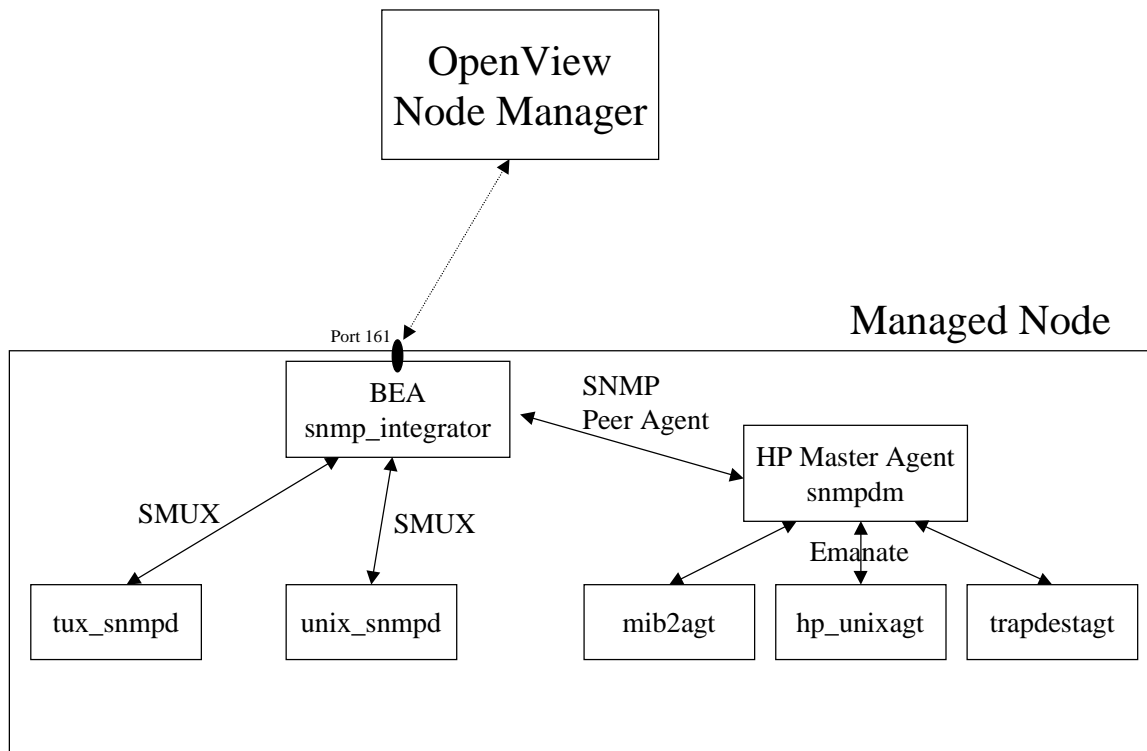 OpenView
Node Manager
Managed Node
Port 161
BEA
snmp_integrator
SNMP
Peer Agent
HP Master Agent
snmpdm
SMUX
SMUX
Emanate
tux_snmpd
unix_snmpd
mib2agt
hp_unixagt
trapdestagt